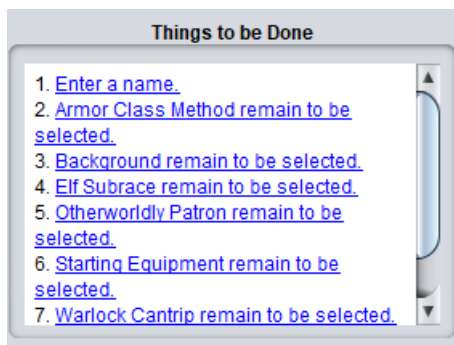 Things to be Done
1. Enter a name.
2. Armor Class Method remain to be
selected.
3. Background remain to be selected.
4. Elf Subrace remain to be selected.
5. Otherworldly Patron remain to be
selected.
6. Starting Equipment remain to be
selected.
7. Warlock Cantrip remain to be selected.